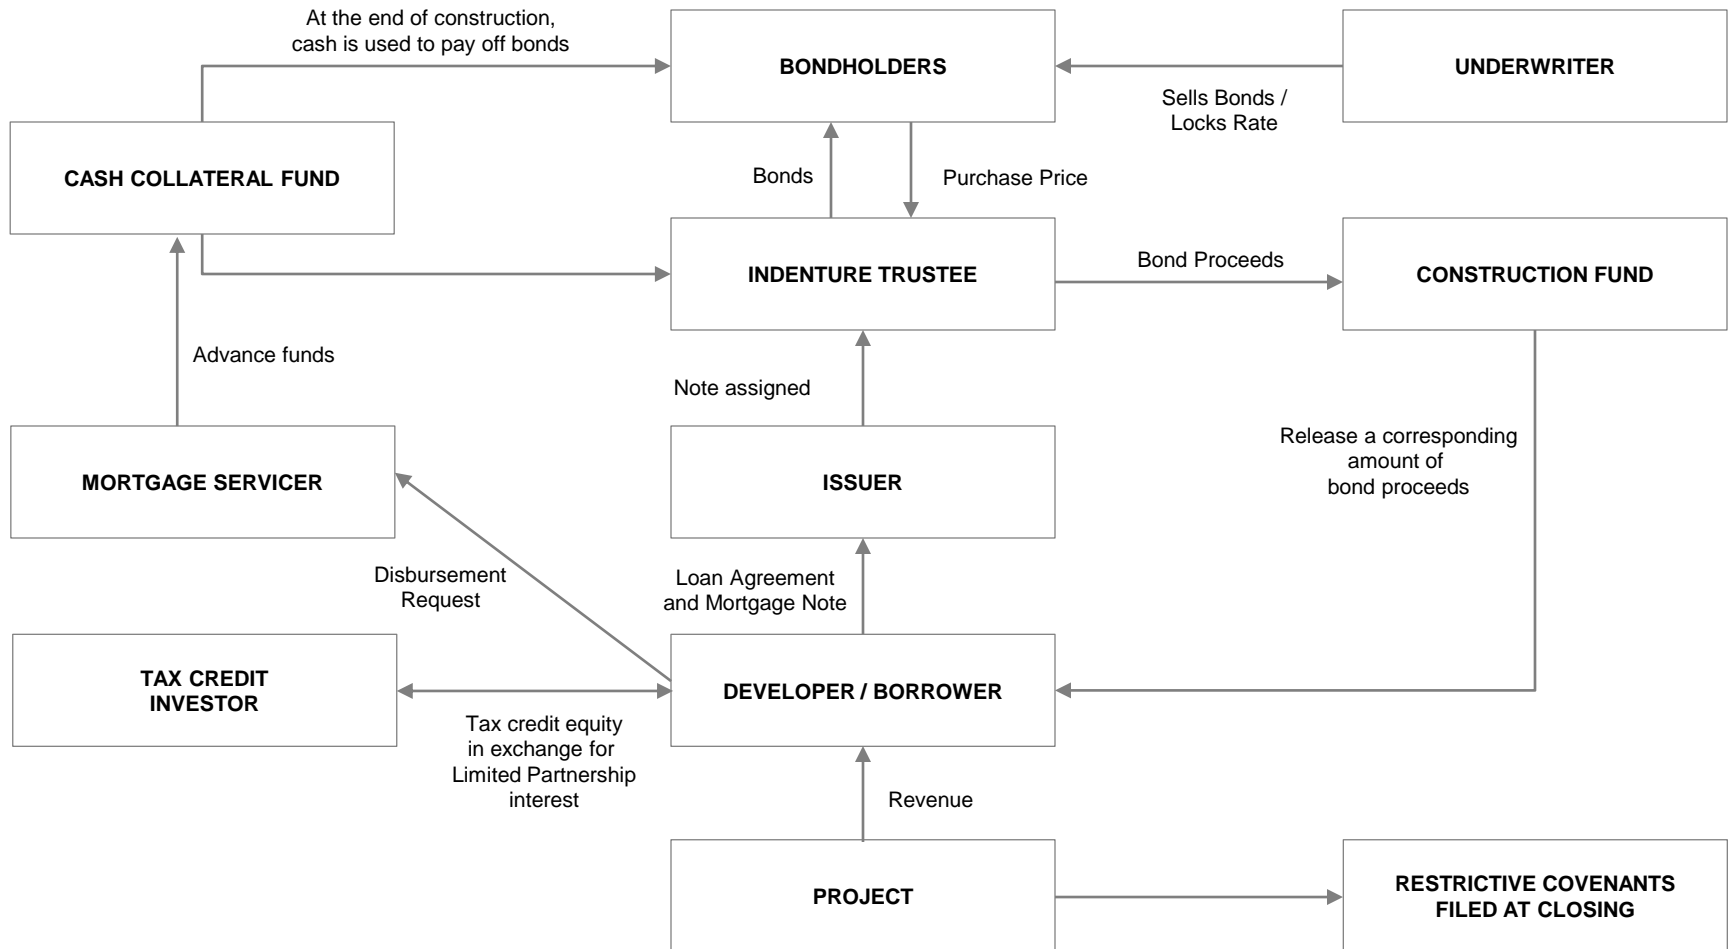 At the end of construction,
cash is used to pay off bonds
BONDHOLDERS
UNDERWRITER
Sells Bonds /
Locks Rate
CASH COLLATERAL FUND
Bonds
Purchase Price
INDENTURE TRUSTEE
Bond Proceeds
CONSTRUCTION FUND
Advance funds
Note assigned
Release a corresponding
amount of
bond proceeds
MORTGAGE SERVICER
ISSUER
Disbursement
Request
Loan Agreement
and Mortgage Note
TAX CREDIT
INVESTOR
DEVELOPER / BORROWER
Tax credit equity
in exchange for
Limited Partnership
interest
Revenue
PROJECT
RESTRICTIVE COVENANTS
FILED AT CLOSING